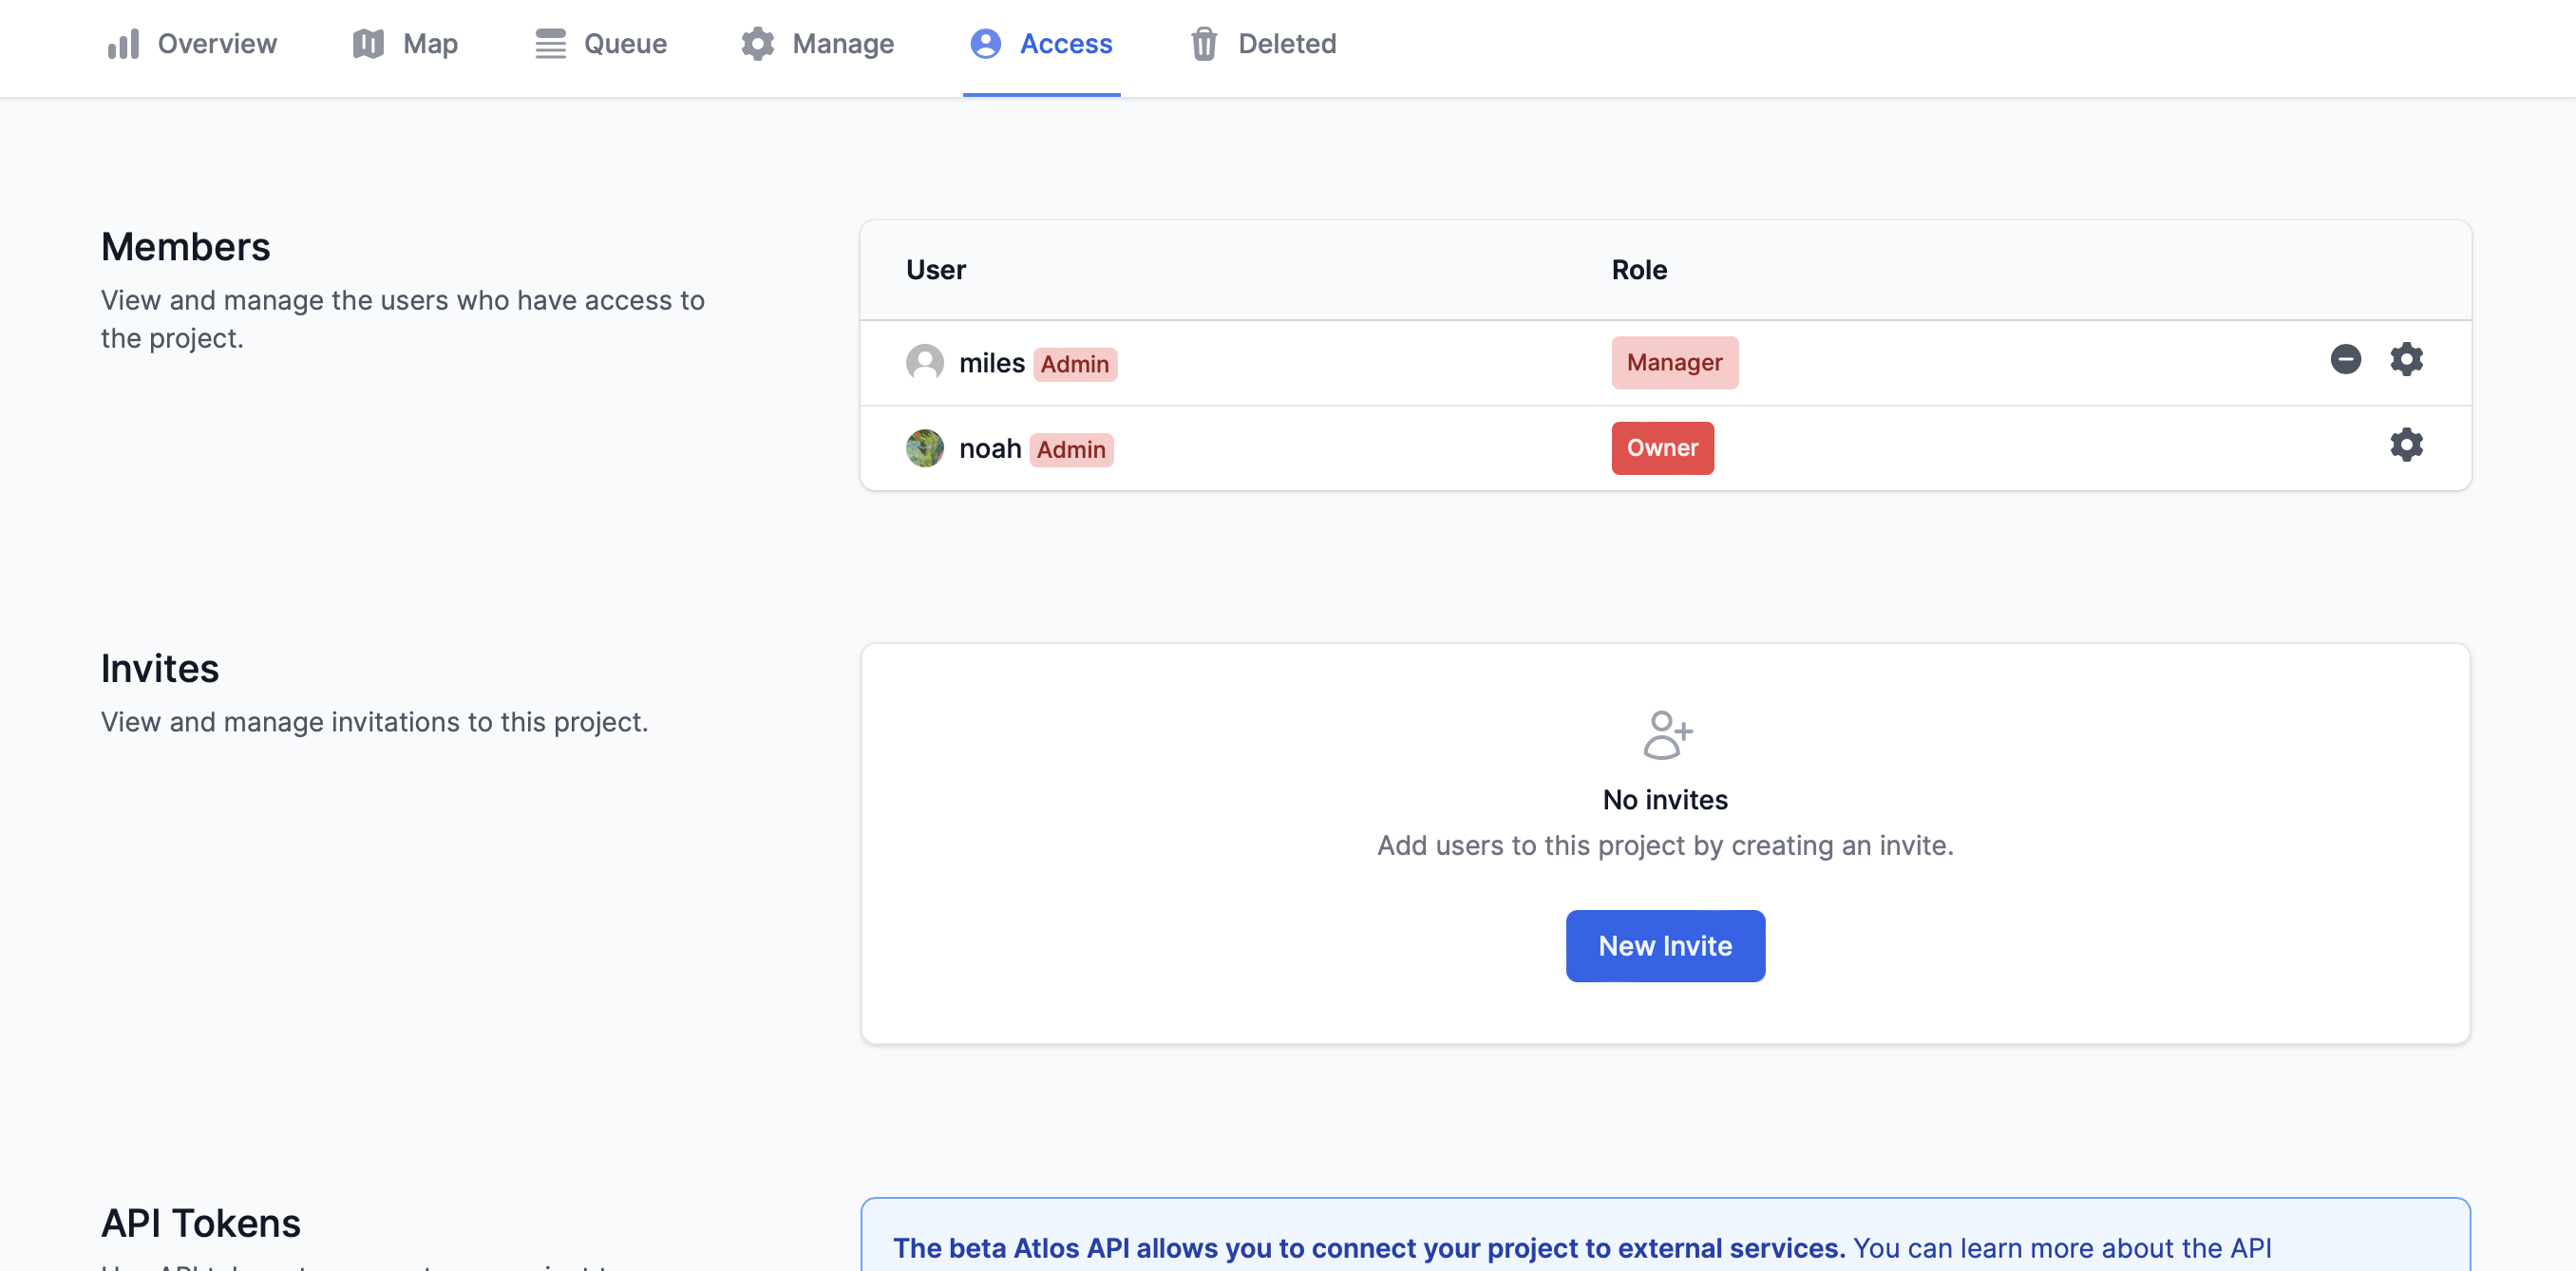 Overview Map Queue Manage Access Deleted
Members
View and manage the users who have access to
the project.
User Role
miles Admin Manager
noah Admin Owner
Invites
View and manage invitations to this project.
No invites
Add users to this project by creating an invite.
New Invite
API Tokens
The beta Atlos API allows you to connect your project to external services. You can learn more about the API